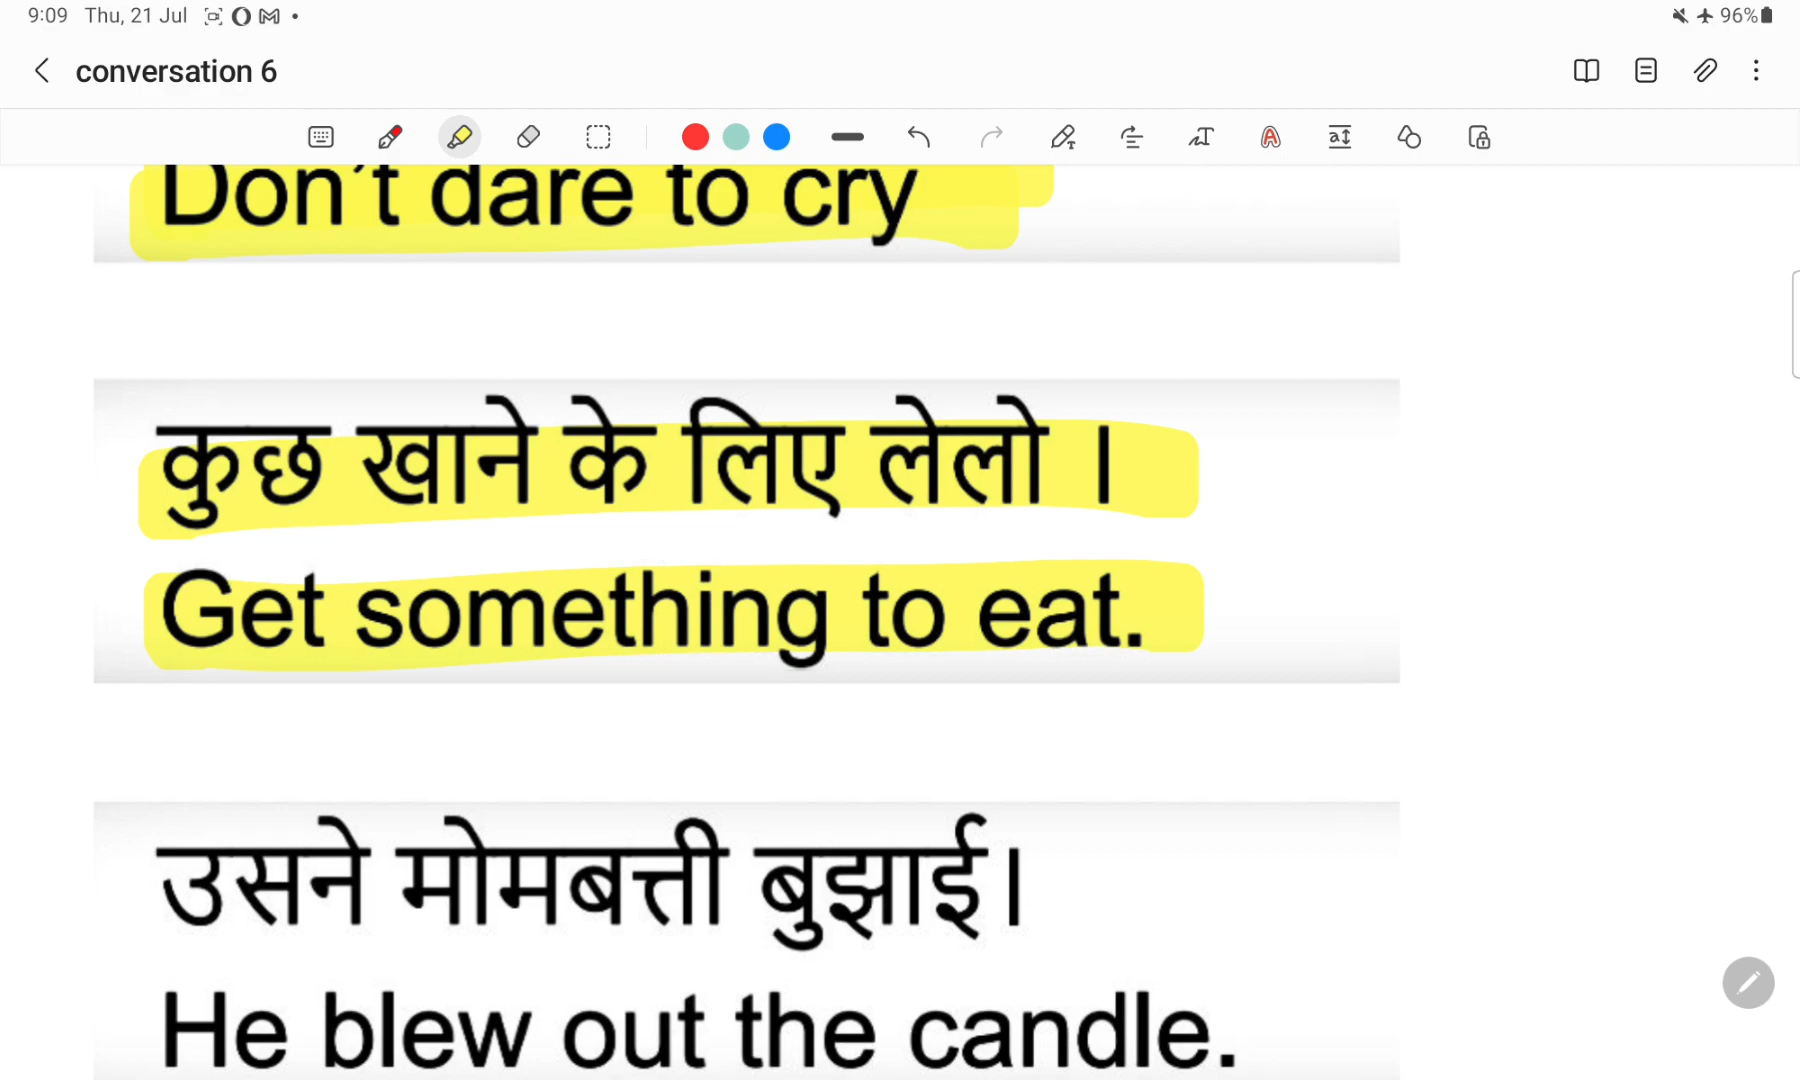 9:09 Thu, 21 Jul 96%
conversation 6
Don't dare to cry
कुछ खाने के लिए लेलो ।
Get something to eat.
उसने मोमबत्ती बुझाई।
He blew out the candle.